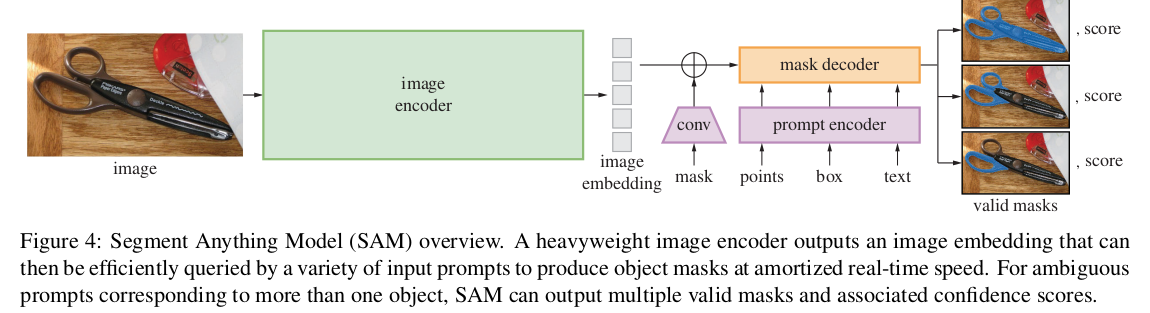 image
image
encoder
image
embedding
conv
mask
mask decoder
prompt encoder
points
box
text
, score
, score
, score
valid masks
Figure 4: Segment Anything Model (SAM) overview. A heavyweight image encoder outputs an image embedding that can
then be efficiently queried by a variety of input prompts to produce object masks at amortized real-time speed. For ambiguous
prompts corresponding to more than one object, SAM can output multiple valid masks and associated confidence scores.